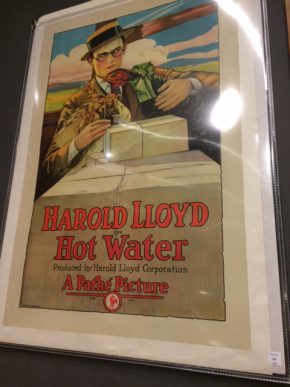 HAROLD LLOYD
IN
Hot Water
Produced by Harold Lloyd Corporation
A Pathé Picture